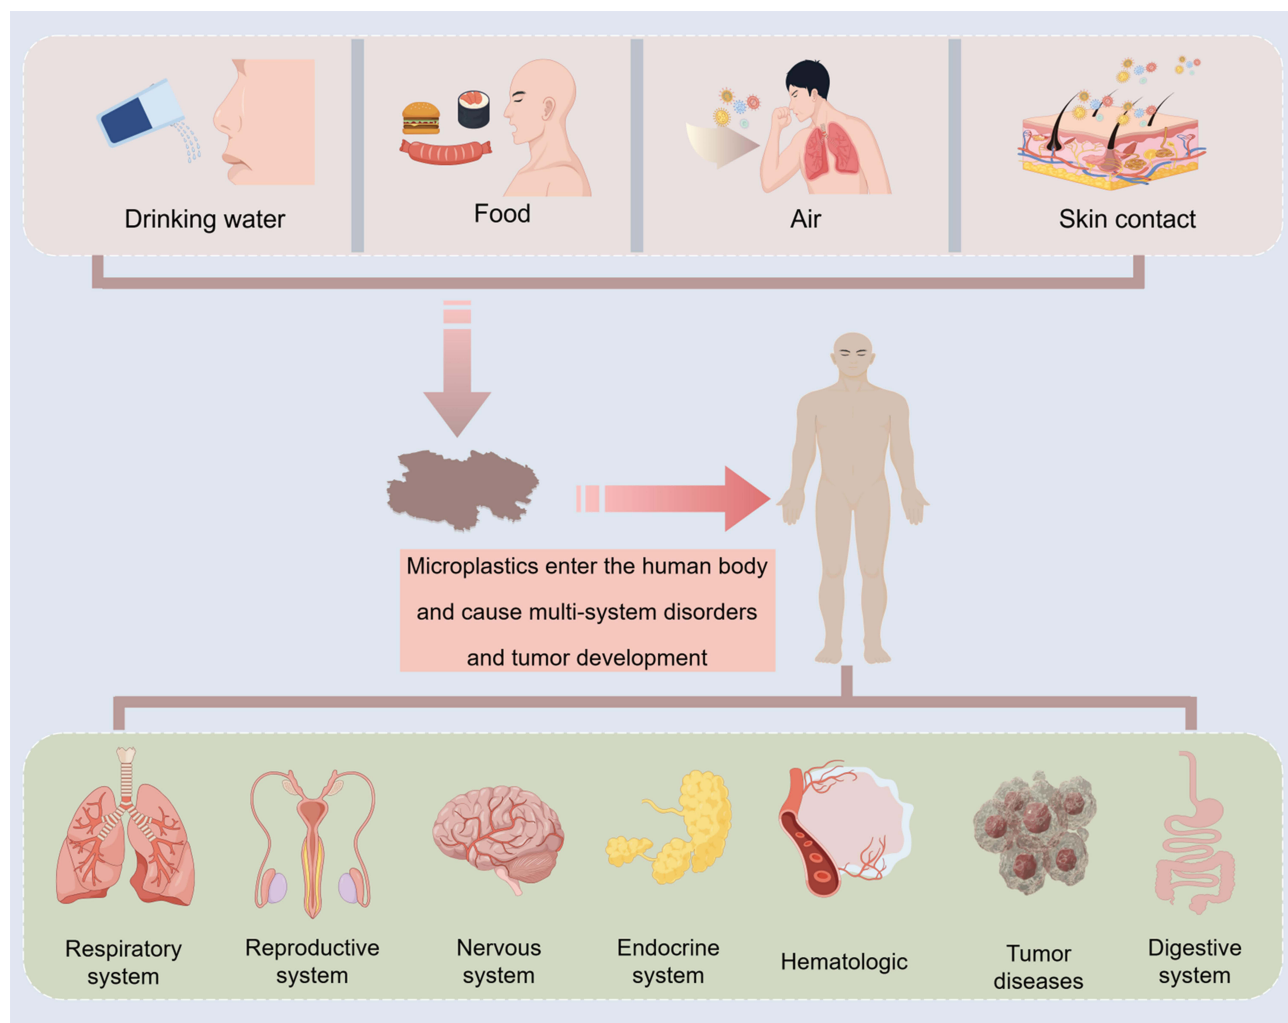 Drinking water
Food
Air
Skin contact
Microplastics enter the human body
and cause multi-system disorders
and tumor development
Respiratory
system
Reproductive
system
Nervous
system
Endocrine
system
Hematologic
Tumor
diseases
Digestive
system